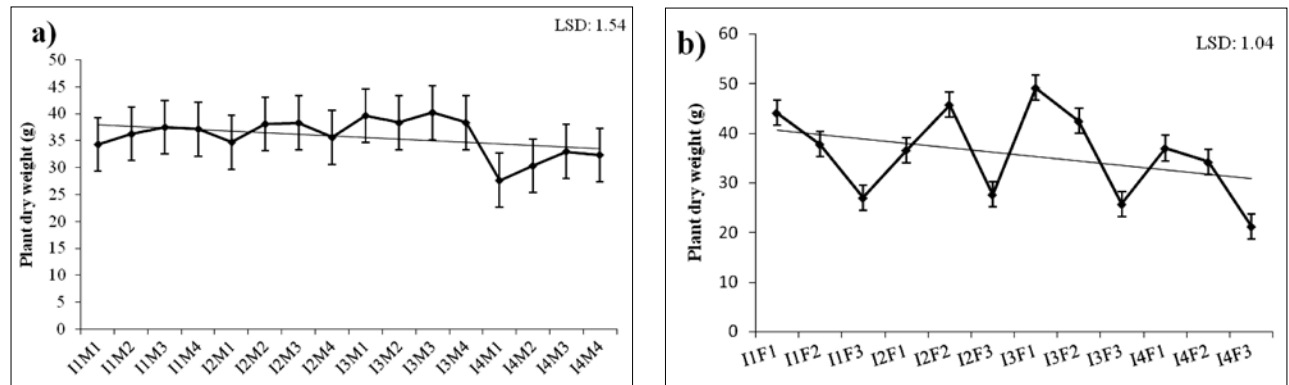 a)
LSD: 1.54
Plant dry weight (g)
50
45
40
35
30
25
20
15
10
5
0
I1M1
I1M2
I1M3
I1M4
I2M1
I2M2
I2M3
I2M4
I3M1
I3M2
I3M3
I3M4
I4M1
I4M2
I4M3
I4M4
b)
LSD: 1.04
Plant dry weight (g)
60
50
40
30
20
10
0
I1F1
I1F2
I1F3
I2F1
I2F2
I2F3
I3F1
I3F2
I3F3
I4F1
I4F2
I4F3